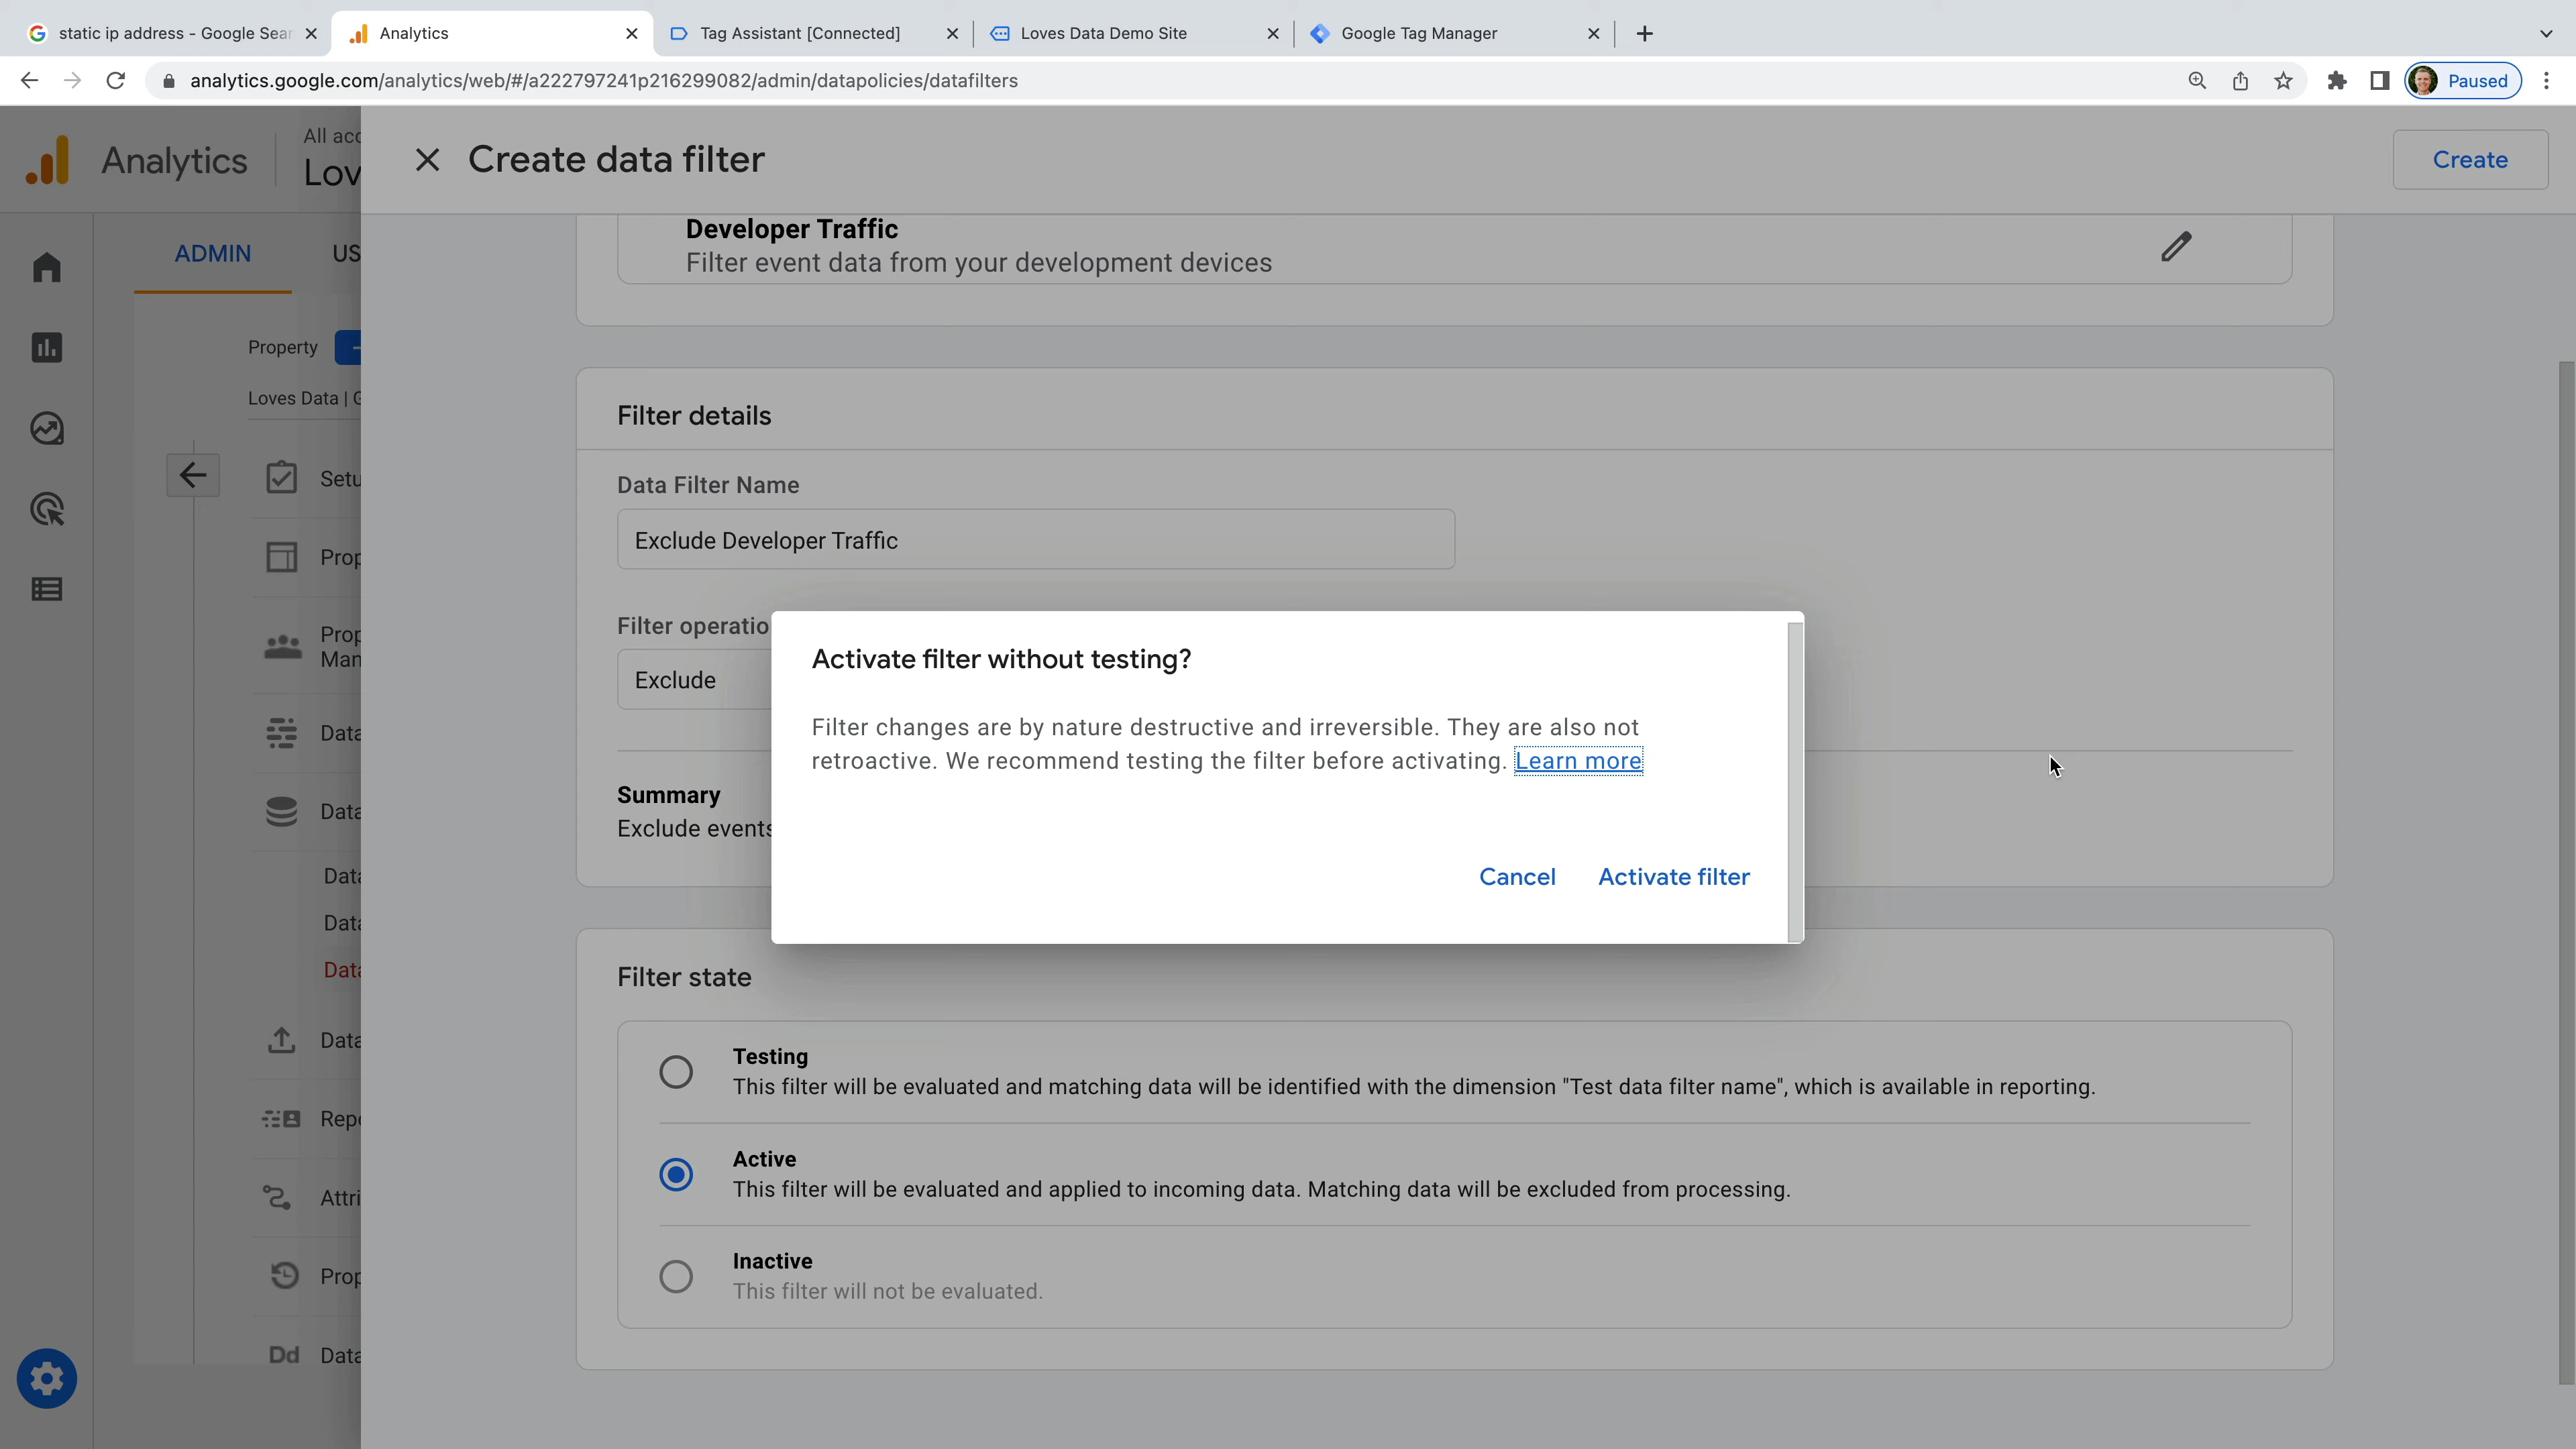 static ip address - Google Sear
Analytics
Tag Assistant [Connected]
Loves Data Demo Site
Google Tag Manager
analytics.google.com/analytics/web/#/a222797241p216299082/admin/datapolicies/datafilters
Paused
Analytics
All acc
Lov
Create data filter
Create
ADMIN
US
Property
Loves Data | G
Setu
Prop
Prop
Man
Data
Data
Data
Data
Data
Data
Repo
Attri
Prop
Dd Data
Developer Traffic
Filter event data from your development devices
Filter details
Data Filter Name
Exclude Developer Traffic
Filter operatio
Exclude
Summary
Exclude events
Activate filter without testing?
Filter changes are by nature destructive and irreversible. They are also not
retroactive. We recommend testing the filter before activating. Learn more
Cancel
Activate filter
Filter state
Testing
This filter will be evaluated and matching data will be identified with the dimension "Test data filter name", which is available in reporting.
Active
This filter will be evaluated and applied to incoming data. Matching data will be excluded from processing.
Inactive
This filter will not be evaluated.